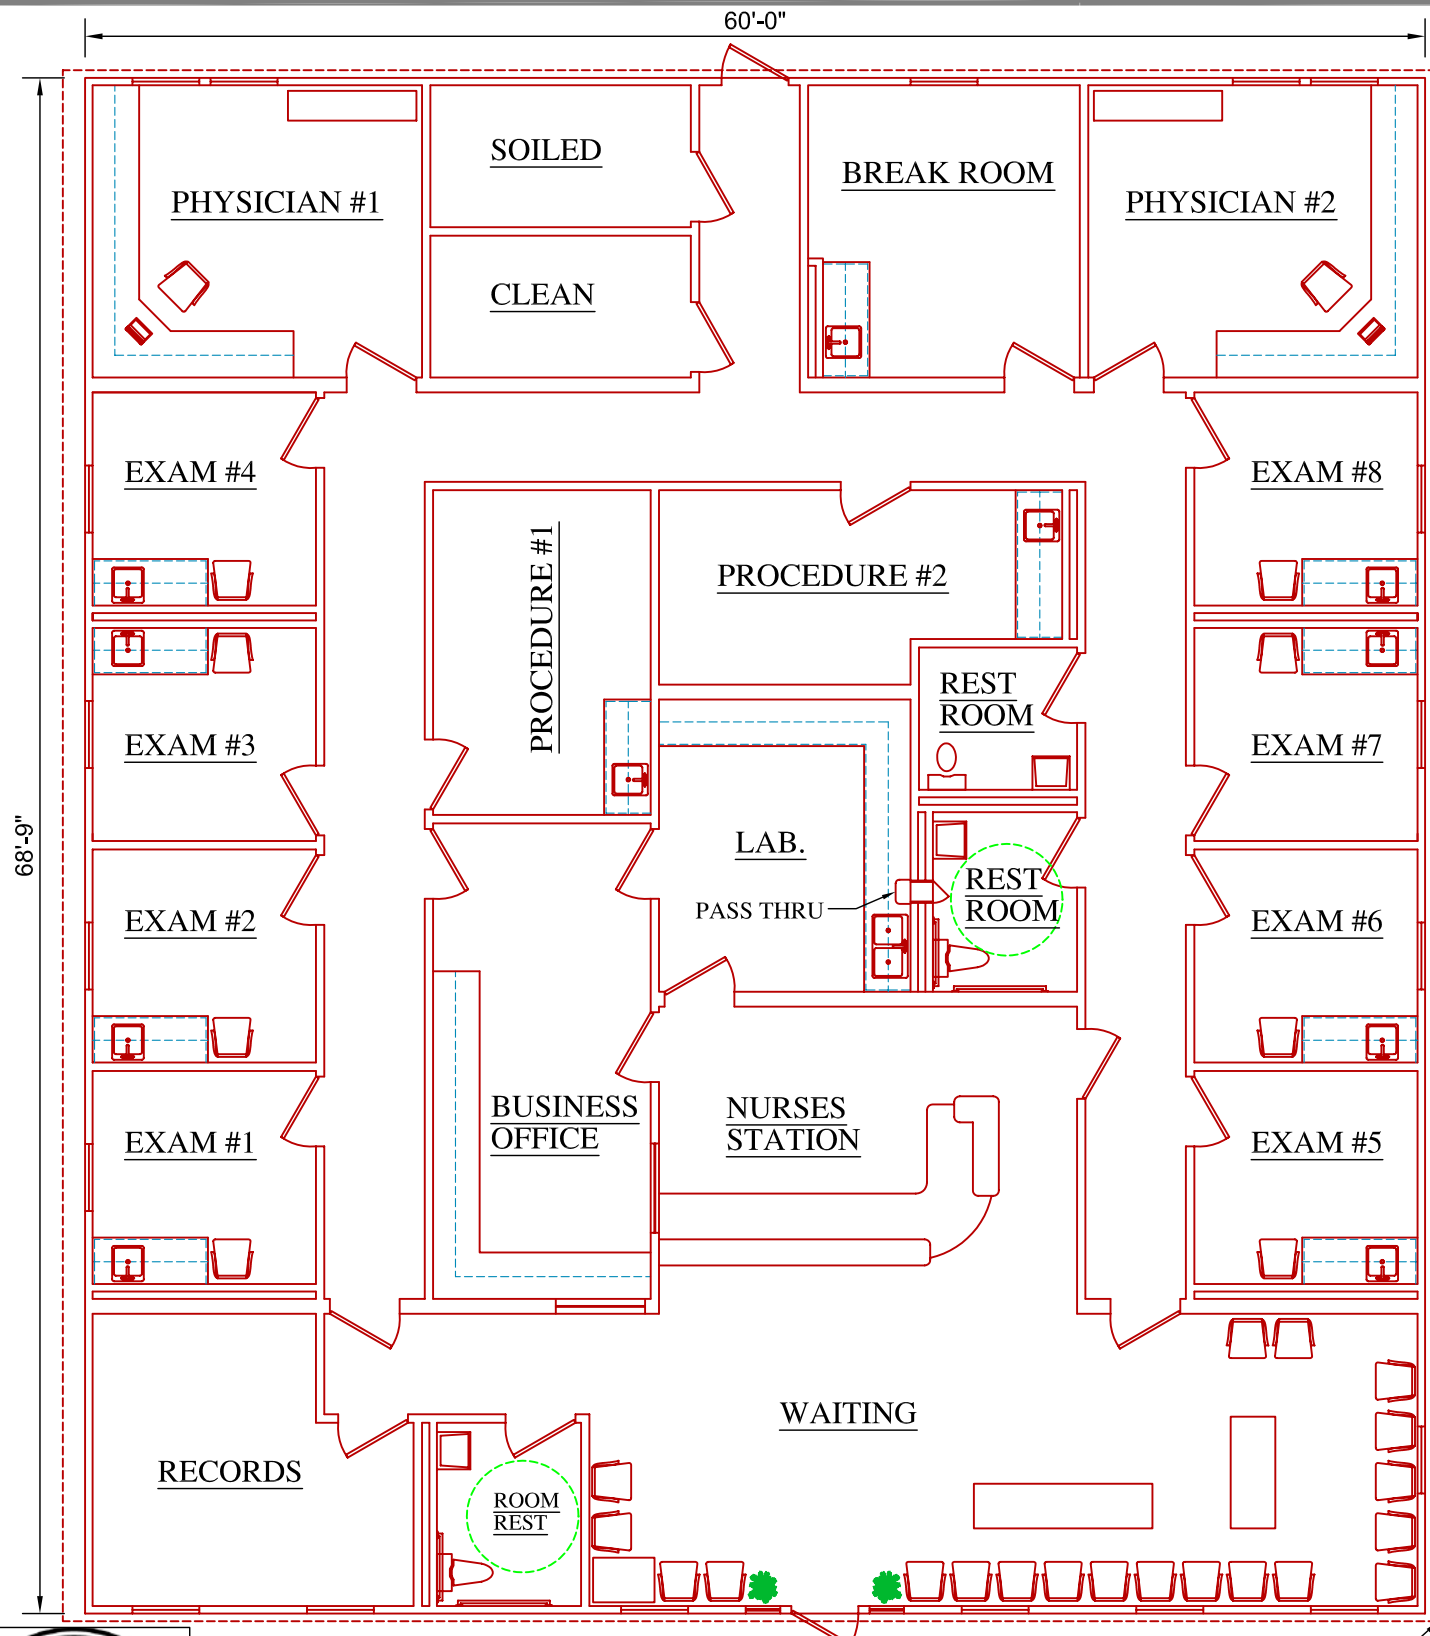 60'-0"
SOILED
BREAK ROOM
PHYSICIAN #1
PHYSICIAN #2
CLEAN
EXAM #4
EXAM #8
PROCEDURE #1
PROCEDURE #2
REST
ROOM
EXAM #3
EXAM #7
68'-9"
LAB.
REST
ROOM
PASS THRU
EXAM #2
EXAM #6
BUSINESS
OFFICE
NURSES
STATION
EXAM #1
EXAM #5
WAITING
RECORDS
ROOM
REST